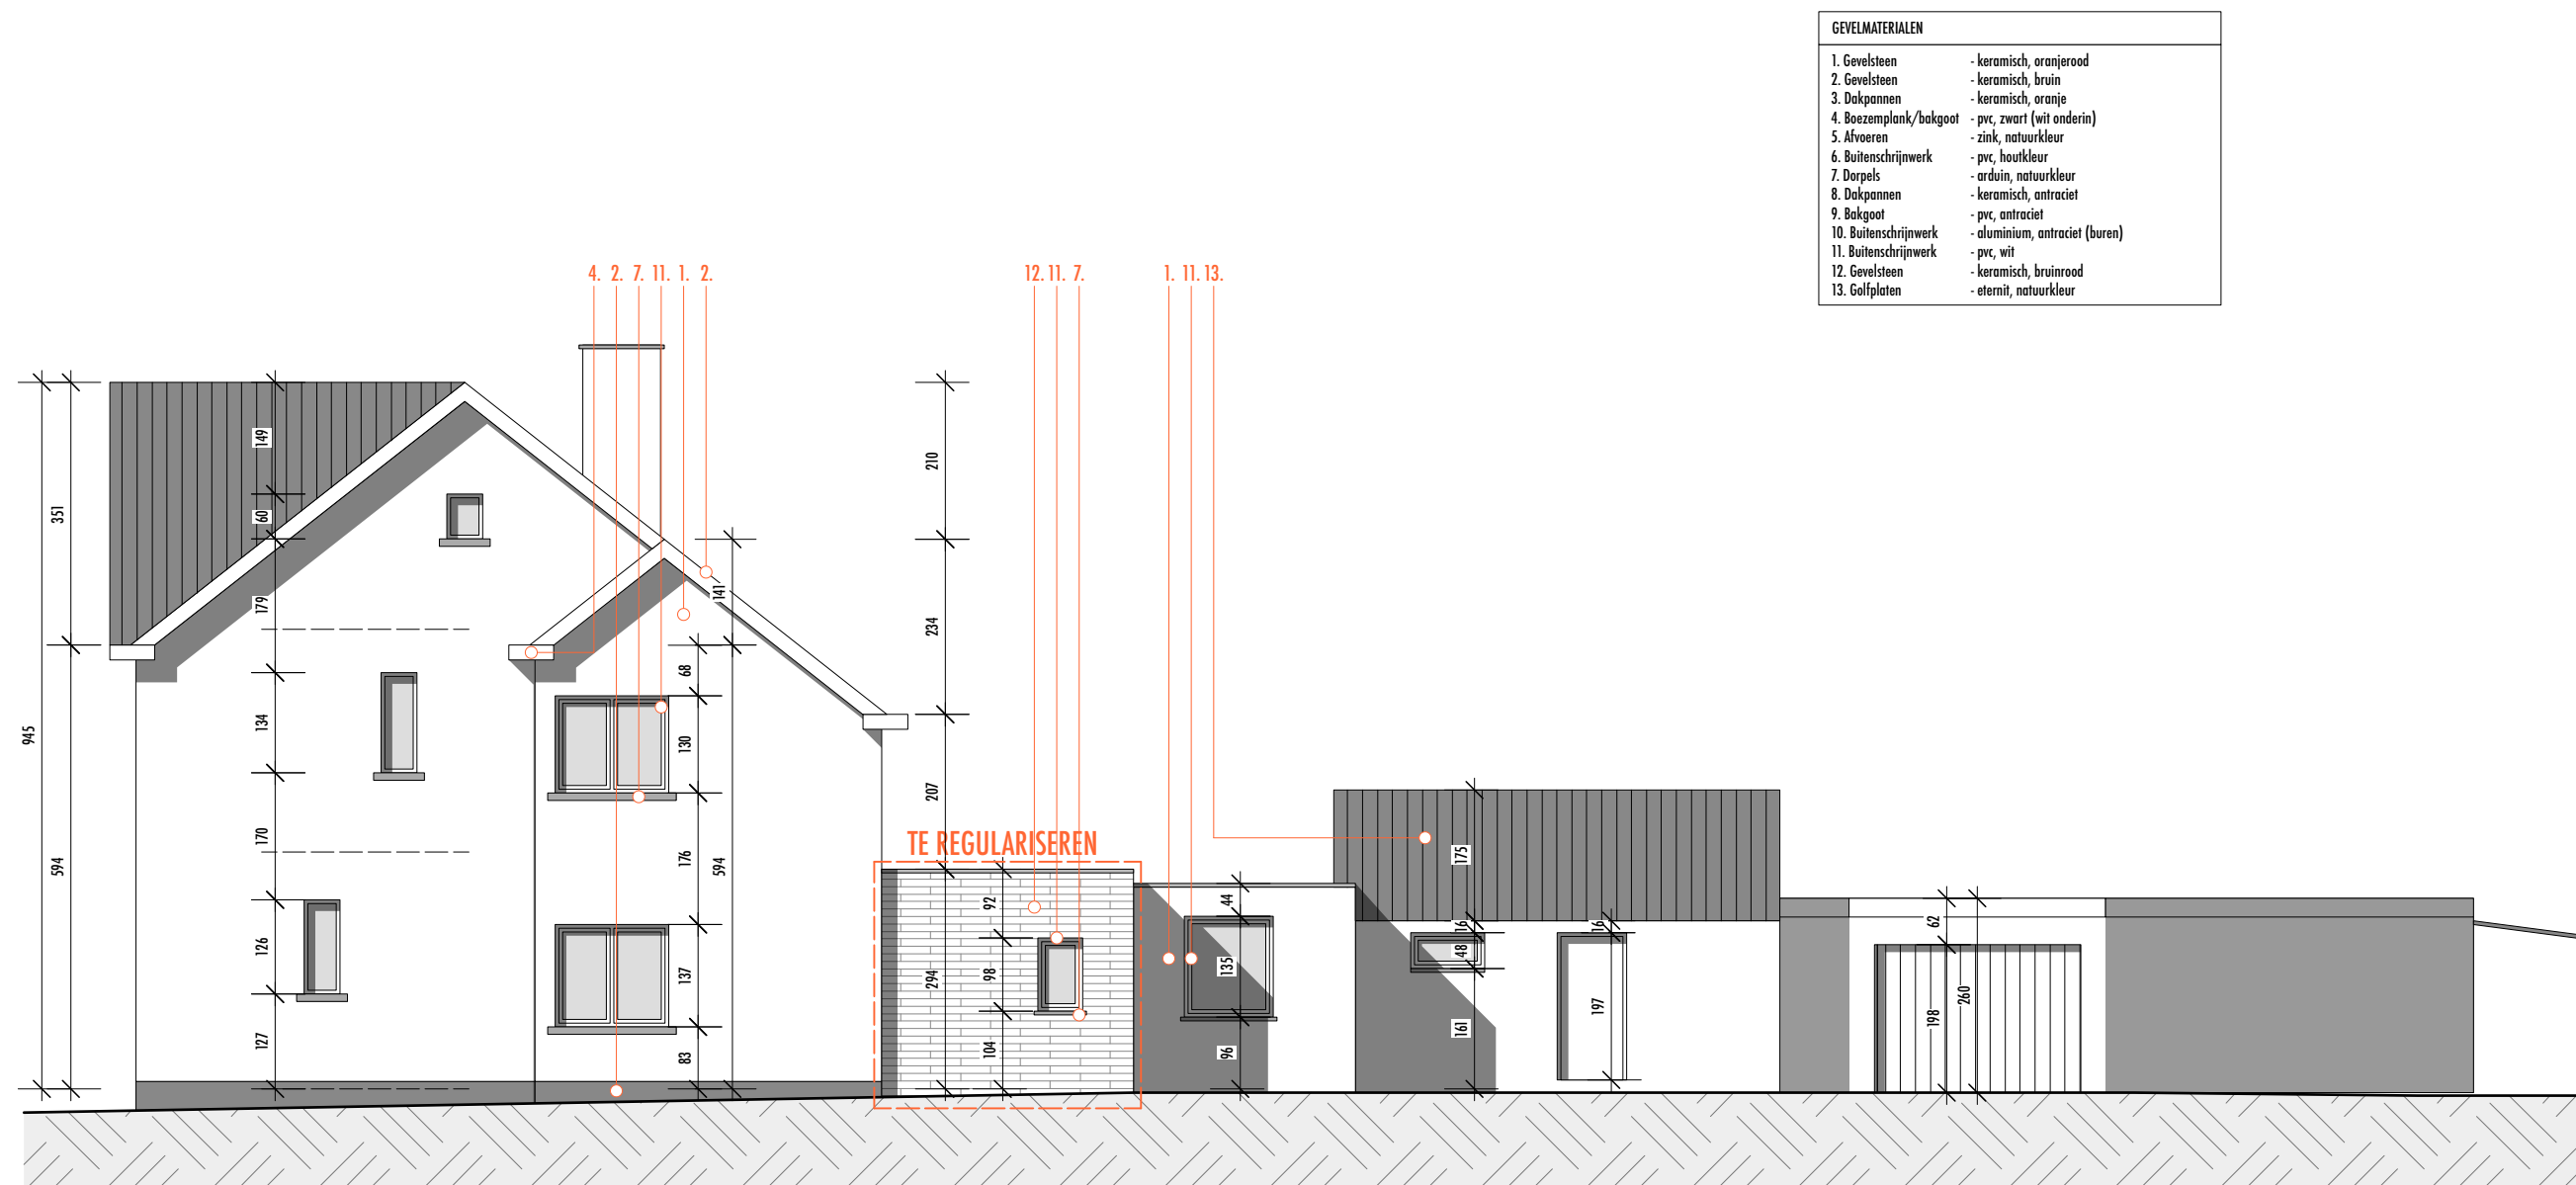 GEVELMATERIALEN
1. Gevelsteen - keramisch, oranjerood
2. Gevelsteen - keramisch, bruin
3. Dakpannen - keramisch, oranje
4. Boezemplank/bakgoot - pvc, zwart (wit onderin)
5. Afvoeren - zink, natuurkleur
6. Buitenschrijnwerk - pvc, houtkleur
7. Dorpels - arduin, natuurkleur
8. Dakpannen - keramisch, antraciet
9. Bakgoot - pvc, antraciet
10. Buitenschrijnwerk - aluminium, antraciet (buren)
11. Buitenschrijnwerk - pvc, wit
12. Gevelsteen - keramisch, bruinrood
13. Golfplaten - eternit, natuurkleur
4. 2. 7. 11. 1. 2.
12. 11. 7.
1. 11. 13.
945
351
594
149
60
179
134
170
126
127
68
130
176
137
83
141
594
210
234
207
294
TE REGULARISEREN
92
98
104
44
135
96
175
16
48
161
16
197
62
198
260